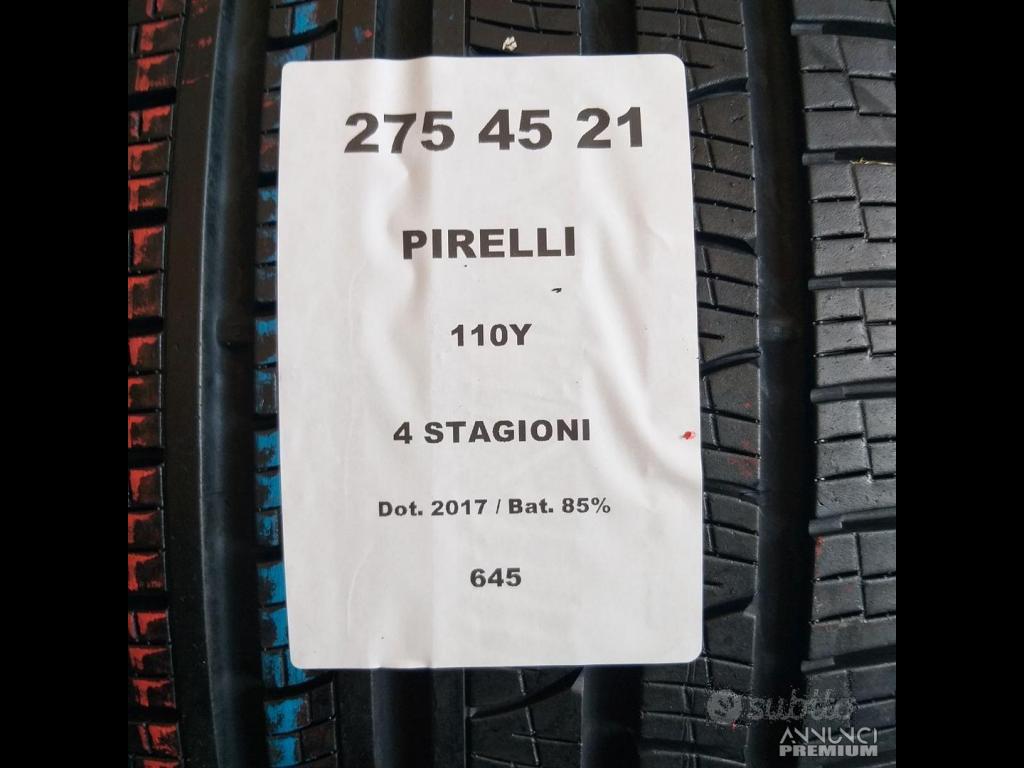 275 45 21
PIRELLI
110Y
4 STAGIONI
Dot. 2017 / Bat. 85%
645
subito
ANNUNCI
PREMIUM